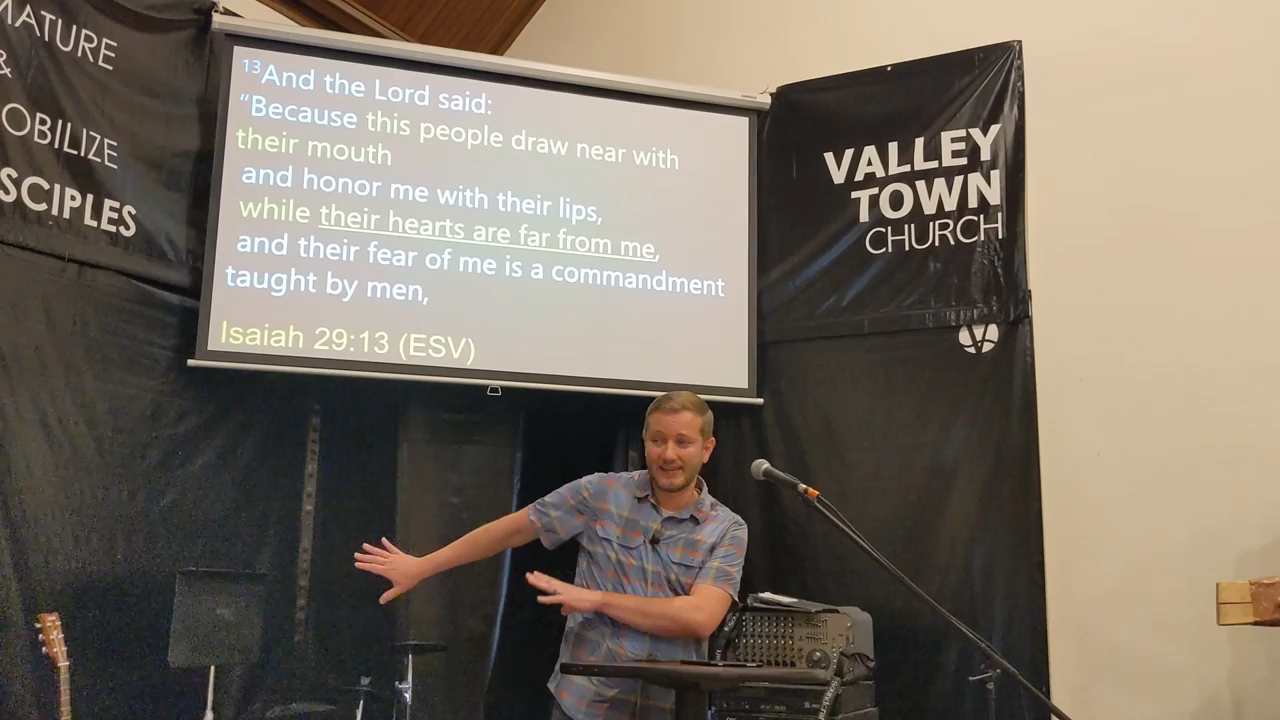 MATURE
&
OBILIZE
SCIPLES
13And the Lord said:
“Because this people draw near with
their mouth
and honor me with their lips,
while their hearts are far from me,
and their fear of me is a commandment
taught by men,
Isaiah 29:13 (ESV)
VALLEY
TOWN
CHURCH